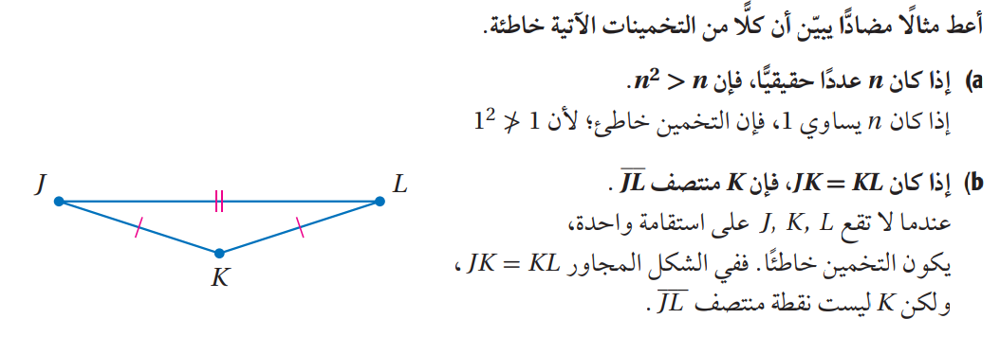 أعط مثالًا مضادًّا يبيّن أن كلًّا من التخمينات الآتية خاطئة.
(a إذا كان n عددًا حقيقيًّا، فإن n² > n.
إذا كان n يساوي 1، فإن التخمين خاطئ؛ لأن 1² ≯ 1
(b إذا كان JK = KL، فإن K منتصف J̅L̅ .
عندما لا تقع J, K, L على استقامة واحدة،
يكون التخمين خاطئًا. ففي الشكل المجاور JK = KL ،
ولكن K ليست نقطة منتصف J̅L̅ .
J
L
K